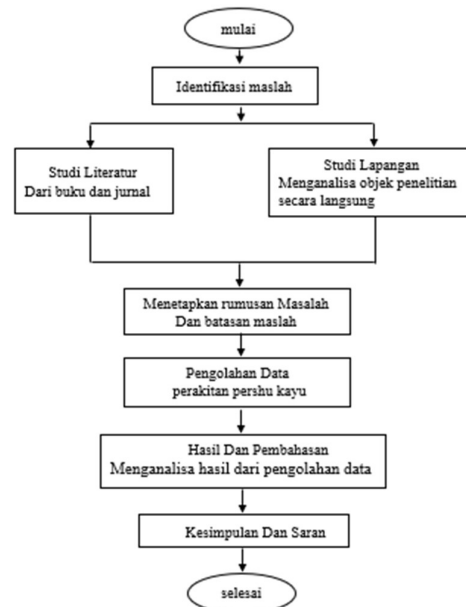 mulai
Identifikasi maslah
Studi Literatur
Dari buku dan jurnal
Studi Lapangan
Menganalisa objek penelitian
secara langsung
Menetapkan rumusan Masalah
Dan batasan maslah
Pengolahan Data
perakitan pershu kayu
Hasil Dan Pembahasan
Menganalisa hasil dari pengolahan data
Kesimpulan Dan Saran
selesai